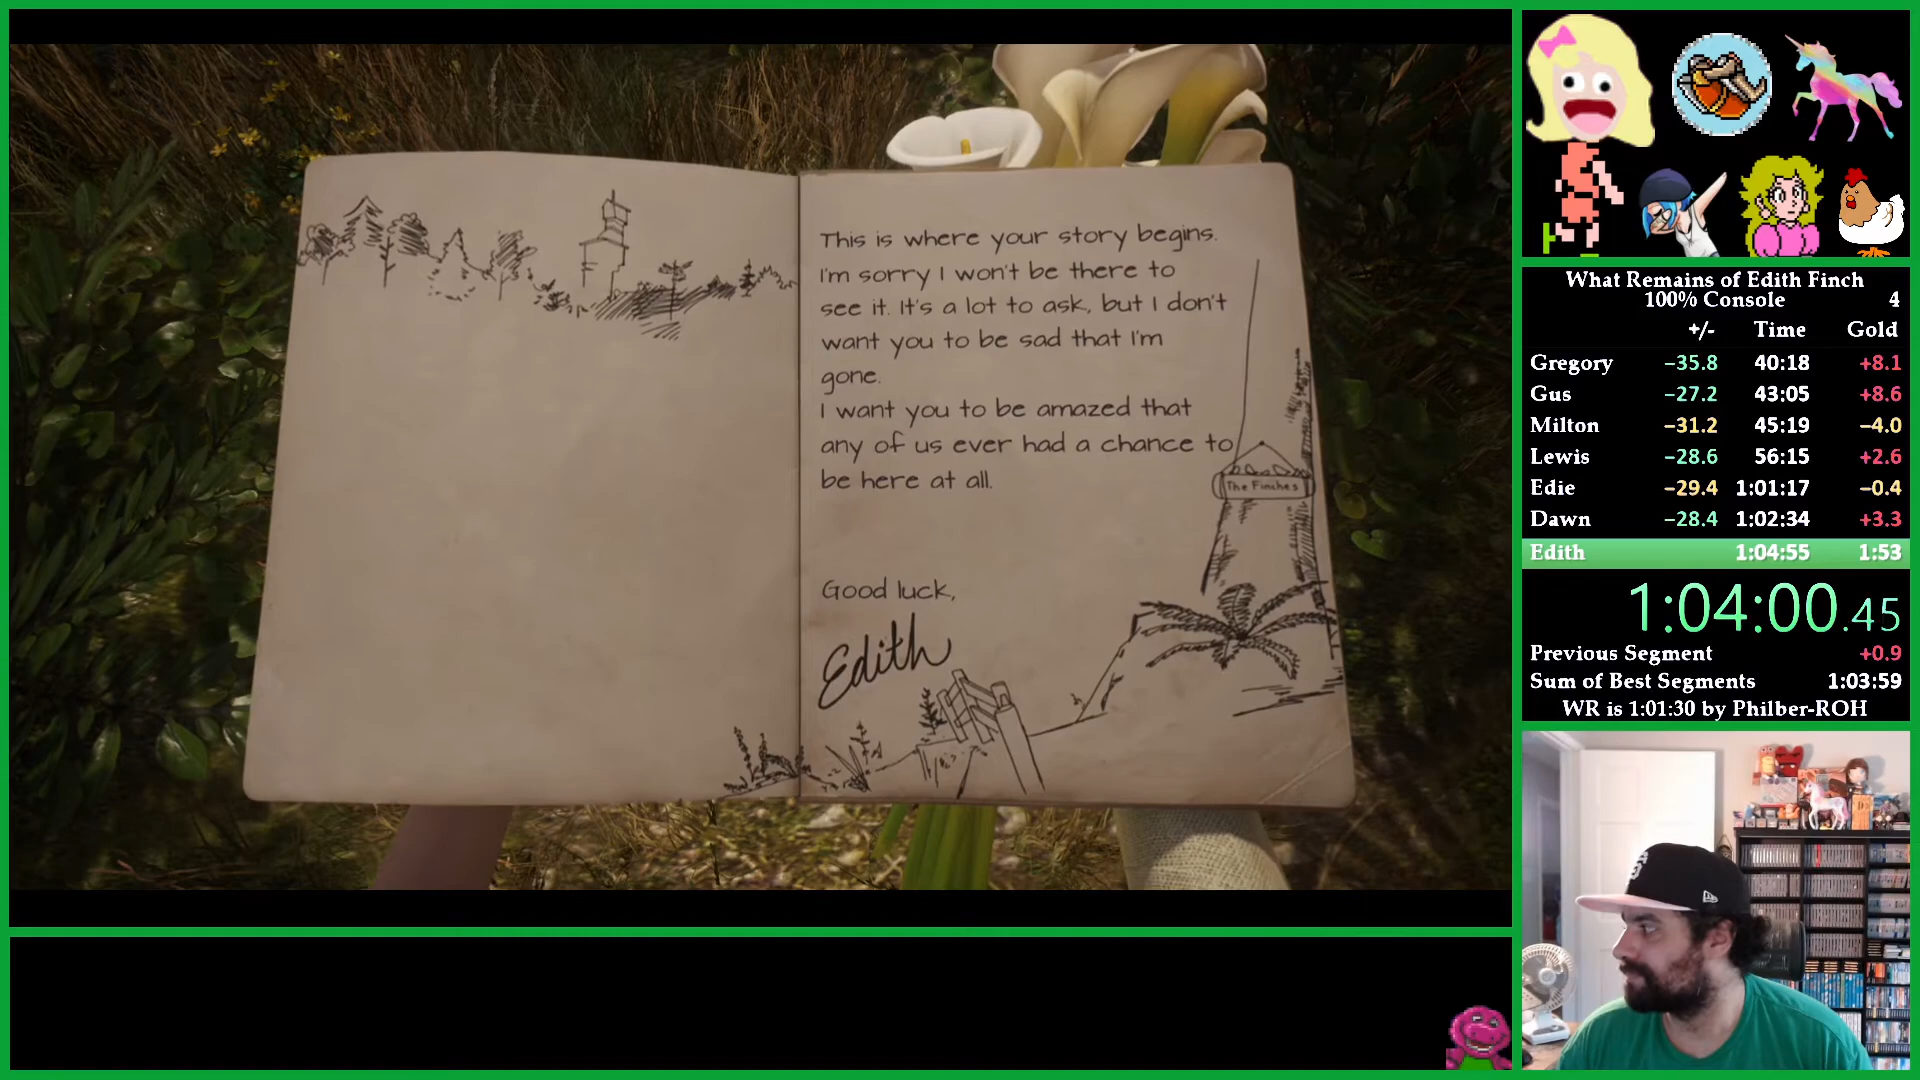 This is where your story begins.
I'm sorry I won't be there to
see it. It's a lot to ask, but I don't
want you to be sad that I'm
gone.
I want you to be amazed that
any of us ever had a chance to
be here at all.
The Finches
Good luck,
Edith
What Remains of Edith Finch
100% Console 4
+/- Time Gold
Gregory -35.8 40:18 +8.1
Gus -27.2 43:05 +8.6
Milton -31.2 45:19 -4.0
Lewis -28.6 56:15 +2.6
Edie -29.4 1:01:17 -0.4
Dawn -28.4 1:02:34 +3.3
Edith 1:04:55 1:53
1:04:00.45
Previous Segment +0.9
Sum of Best Segments 1:03:59
WR is 1:01:30 by Philber-ROH